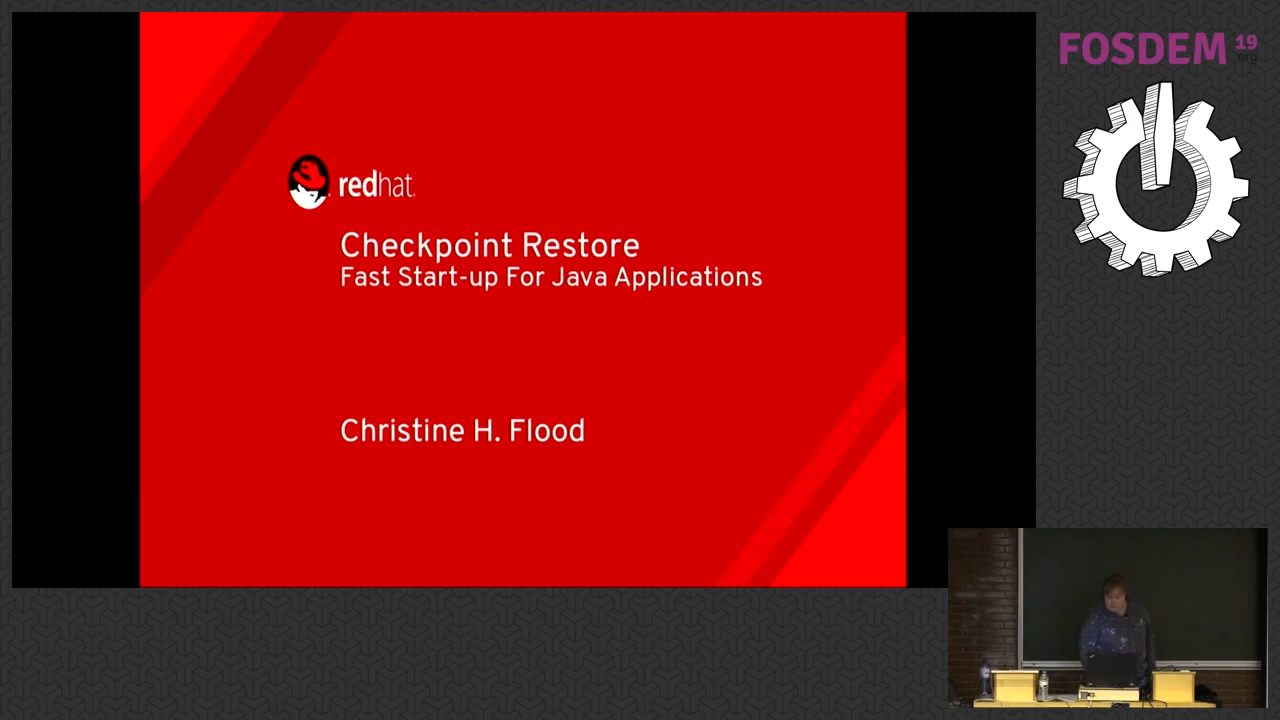 FOSDEM 19
.org
redhat.
Checkpoint Restore
Fast Start-up For Java Applications
Christine H. Flood